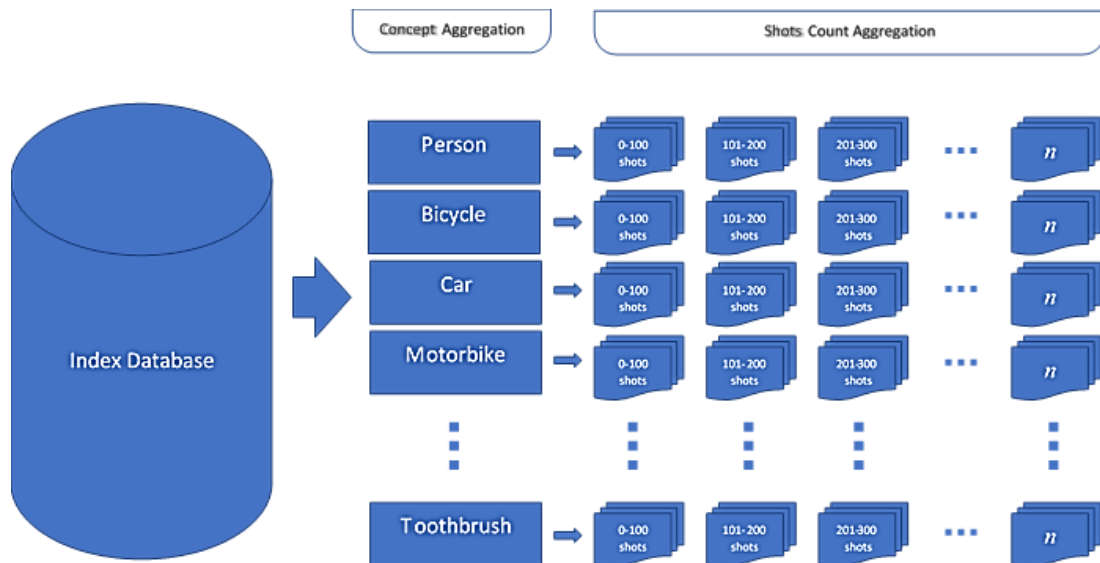 Concept Aggregation
Shots Count Aggregation
Index Database
Person
0-100
shots
101-200
shots
201-300
shots
n
Bicycle
0-100
shots
101-200
shots
201-300
shots
n
Car
0-100
shots
101-200
shots
201-300
shots
n
Motorbike
0-100
shots
101-200
shots
201-300
shots
n
Toothbrush
0-100
shots
101-200
shots
201-300
shots
n